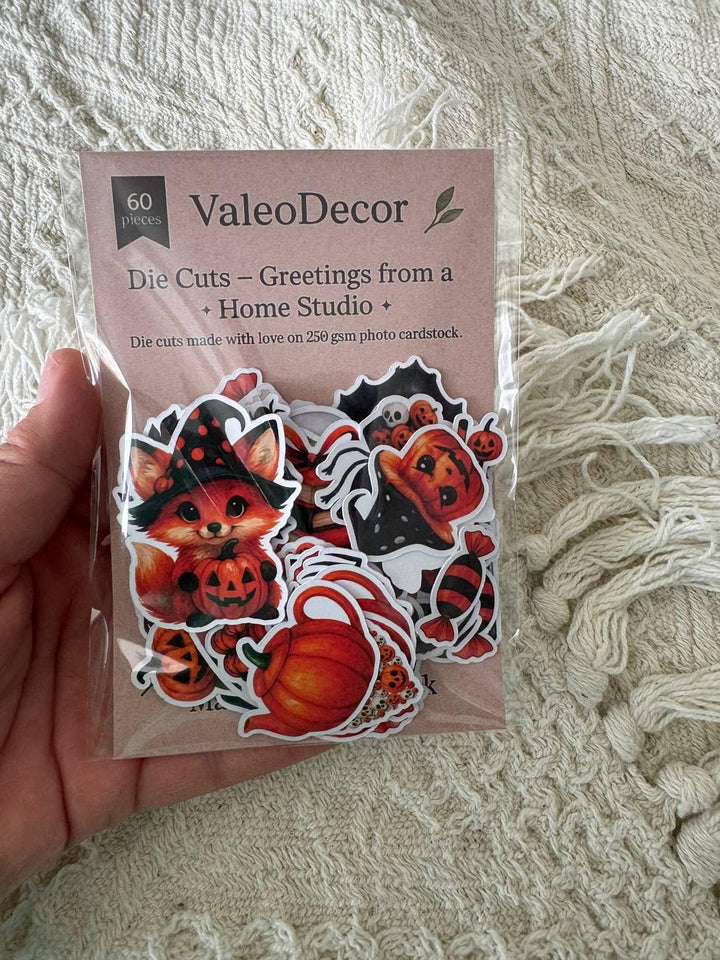 60
pieces
ValeoDecor
Die Cuts – Greetings from a
Home Studio
Die cuts made with love on 250 gsm photo cardstock.